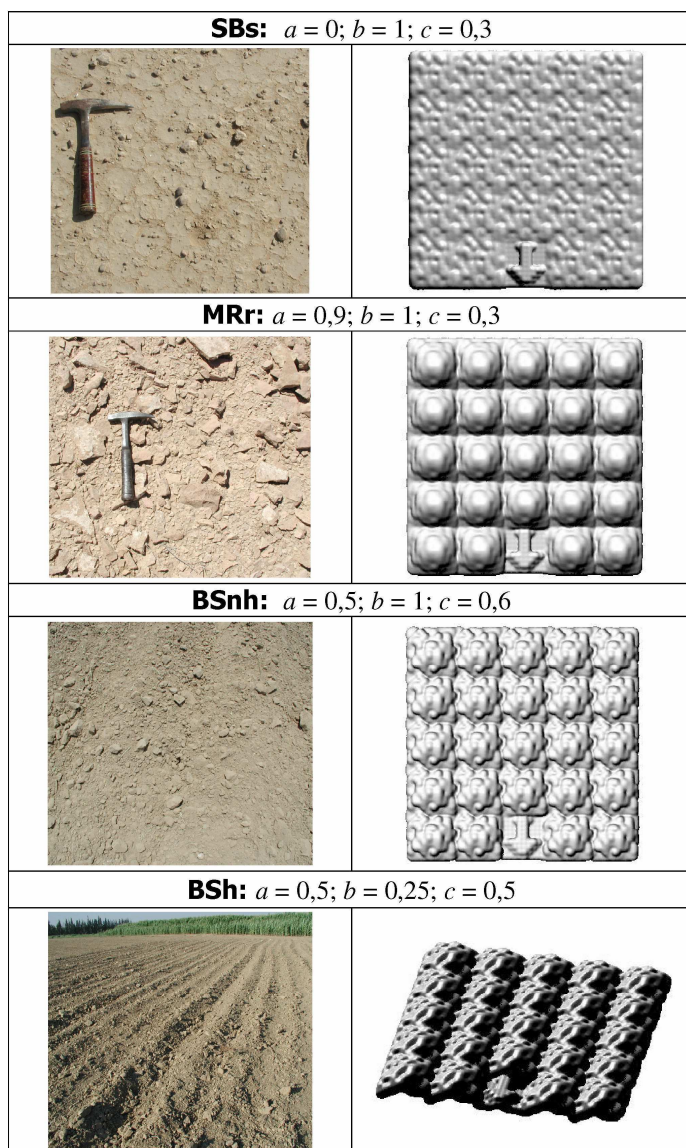 SBs: a = 0; b = 1; c = 0,3
MRr: a = 0,9; b = 1; c = 0,3
BSnh: a = 0,5; b = 1; c = 0,6
BSh: a = 0,5; b = 0,25; c = 0,5